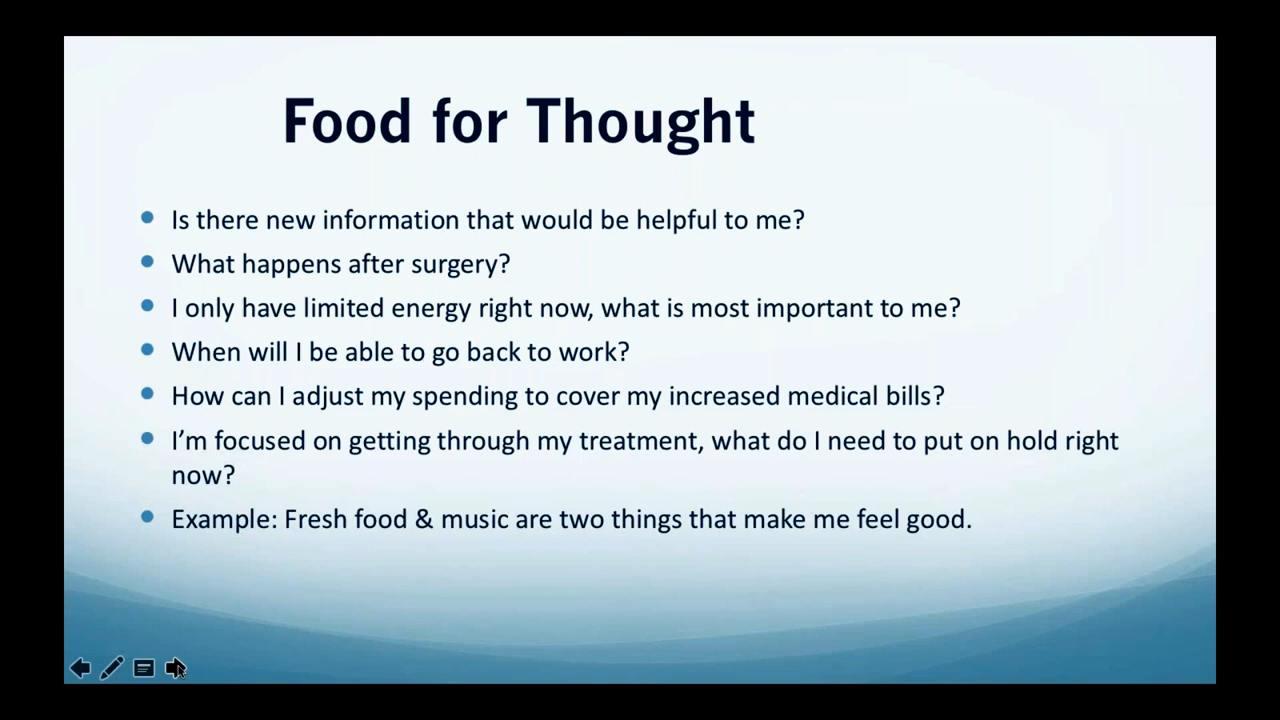 Food for Thought
Is there new information that would be helpful to me?
What happens after surgery?
I only have limited energy right now, what is most important to me?
When will I be able to go back to work?
How can I adjust my spending to cover my increased medical bills?
I’m focused on getting through my treatment, what do I need to put on hold right
now?
Example: Fresh food & music are two things that make me feel good.